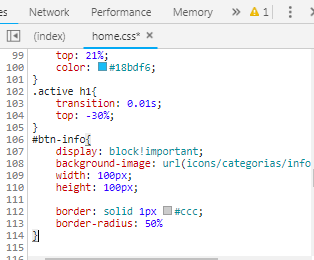 Performance Memory » 1
(index) home.css*
99 top: 21%;
100 color: #18bdf6;
101 }
102 .active h1{
103 transition: 0.01s;
104 top: -30%;
105 }
106 #btn-info{
107 display: block!important;
108 background-image: url(icons/categorias/info
109 width: 100px;
110 height: 100px;
111
112 border: solid 1px #ccc;
113 border-radius: 50%
114 }
115
116